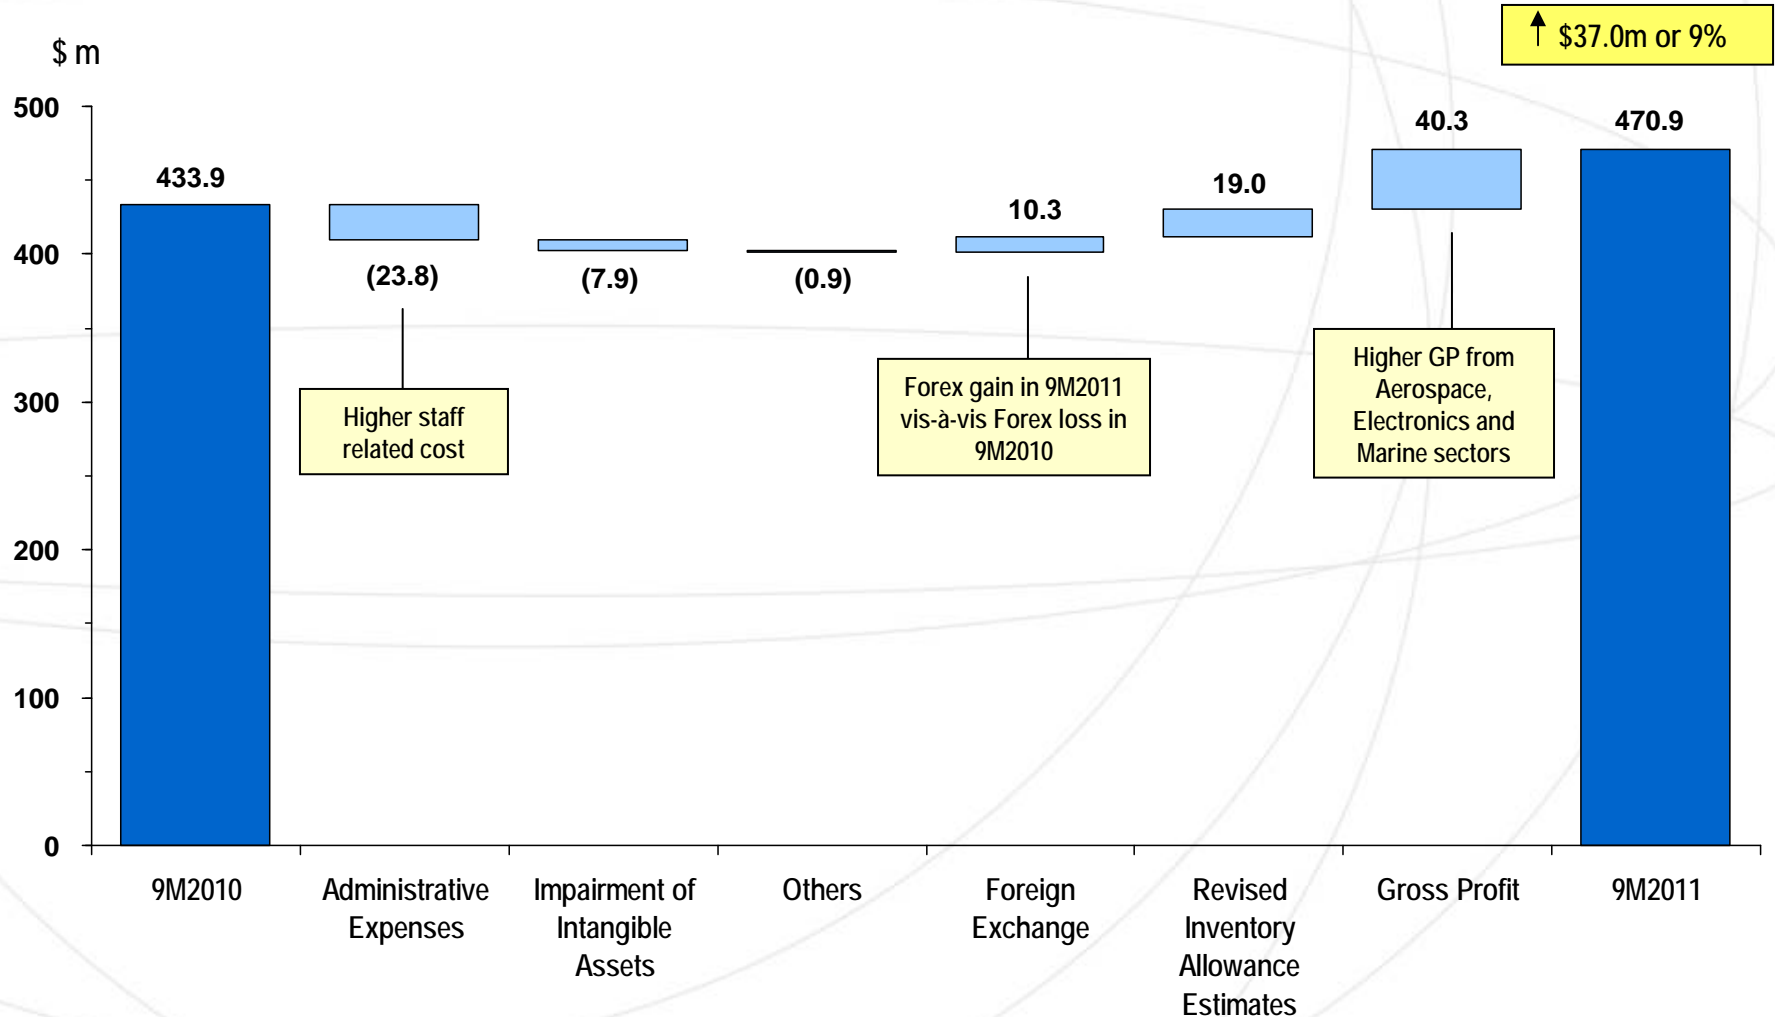 $37.0m or 9%
$ m
500
400
300
200
100
0
433.9
(23.8)
(7.9)
(0.9)
10.3
19.0
40.3
470.9
Higher staff
related cost
Forex gain in 9M2011
vis-à-vis Forex loss in
9M2010
Higher GP from
Aerospace,
Electronics and
Marine sectors
9M2010
Administrative
Expenses
Impairment of
Intangible
Assets
Others
Foreign
Exchange
Revised
Inventory
Allowance
Estimates
Gross Profit
9M2011